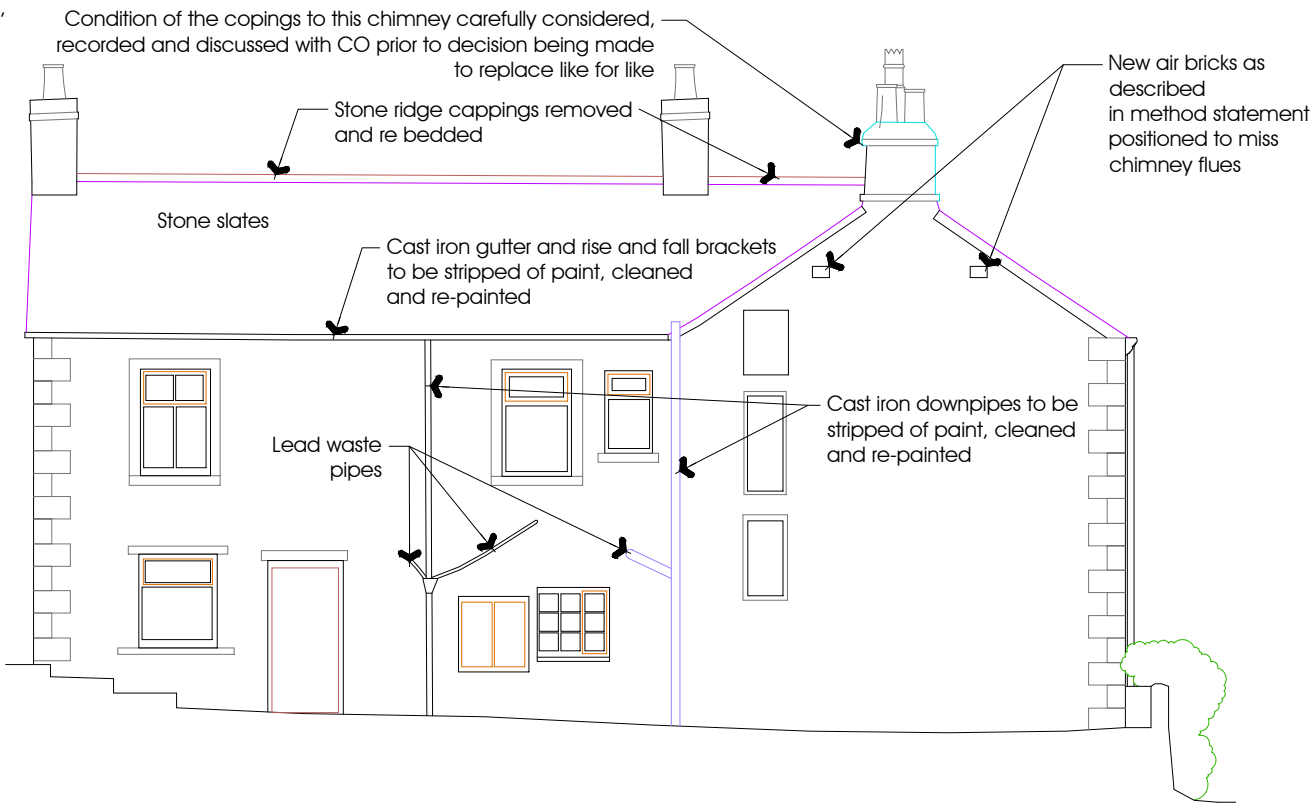 Condition of the copings to this chimney carefully considered,
recorded and discussed with CO prior to decision being made
to replace like for like
New air bricks as
described
in method statement
positioned to miss
chimney flues
Stone ridge cappings removed
and re bedded
Stone slates
Cast iron gutter and rise and fall brackets
to be stripped of paint, cleaned
and re-painted
Cast iron downpipes to be
stripped of paint, cleaned
and re-painted
Lead waste
pipes